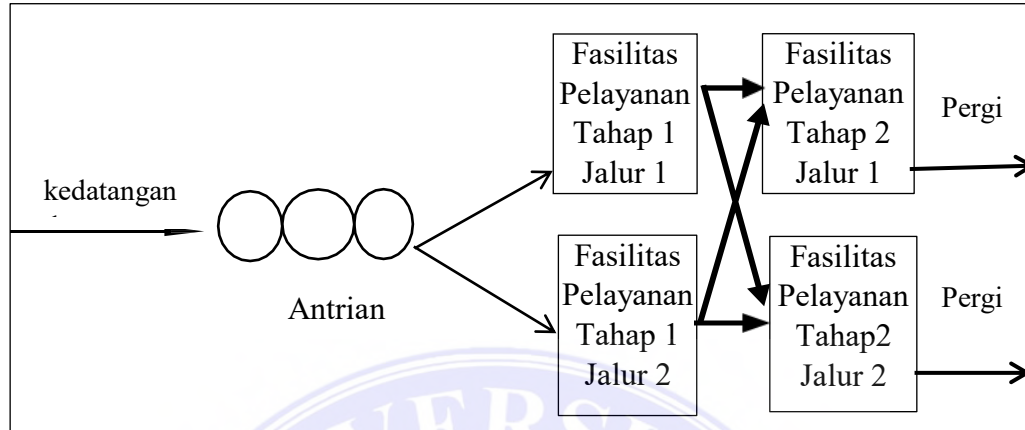 kedatangan
Antrian
Fasilitas
Pelayanan
Tahap 1
Jalur 1
Fasilitas
Pelayanan
Tahap 2
Jalur 1
Pergi
Fasilitas
Pelayanan
Tahap 1
Jalur 2
Fasilitas
Pelayanan
Tahap2
Jalur 2
Pergi